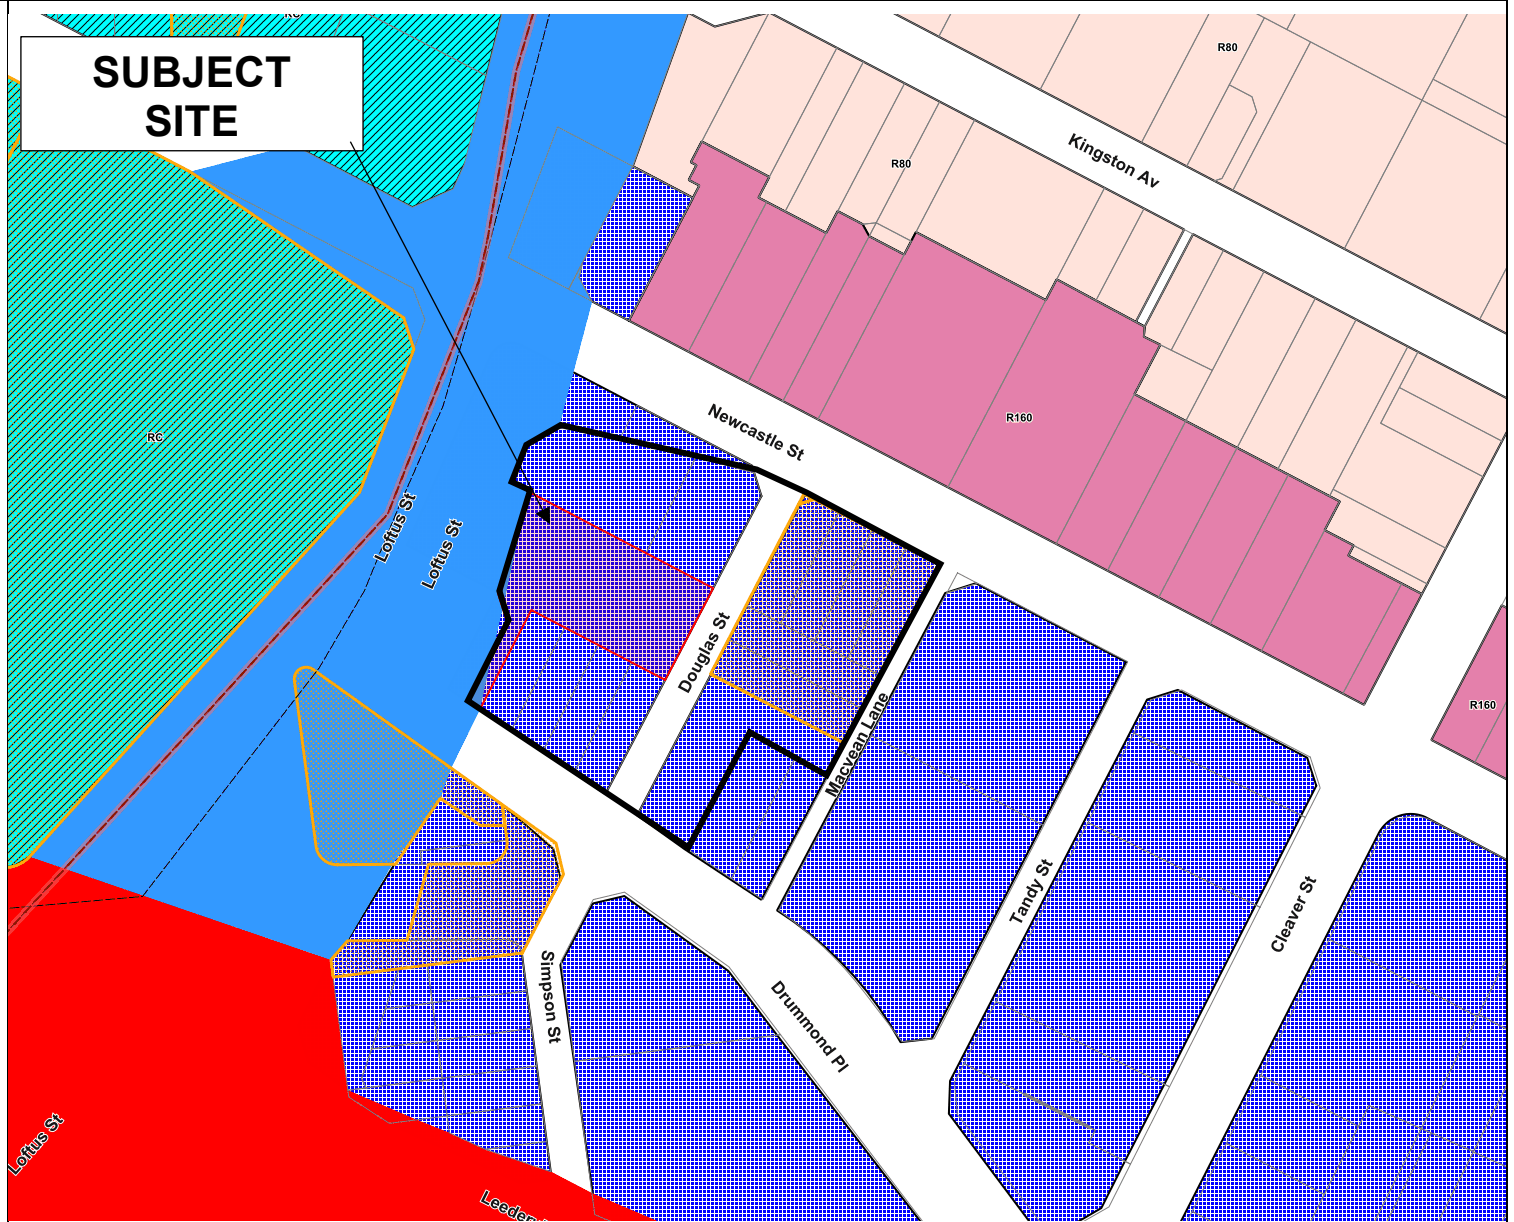 SUBJECT
SITE
R80
Kingston Av
R80
RC
R160
Newcastle St
Loftus St
Loftus St
Douglas St
Macvean Lane
R160
Tandy St
Cleaver St
Simpson St
Drummond Pl
Loftus St